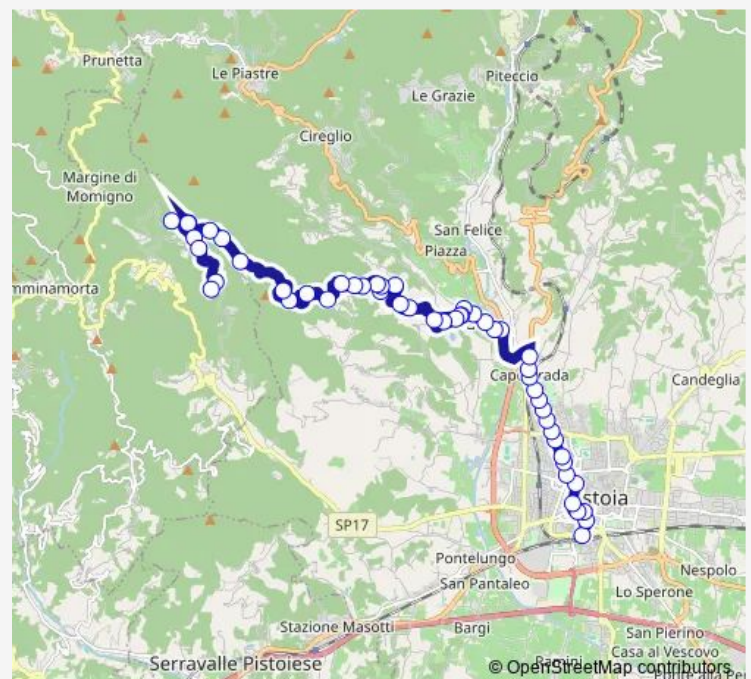 Prunetta
Le Piastre
Piteccio
Le Grazie
Cireglio
Margine di
Momigno
San Felice
Piazza
mminamorta
Candeglia
stoia
SP17
Pontelungo
San Pantaleo
Nespolo
Lo Sperone
Stazione Masotti
Bargi
San Pierino
Casa al Vescovo
Serravalle Pistoiese
© OpenStreetMap contributors